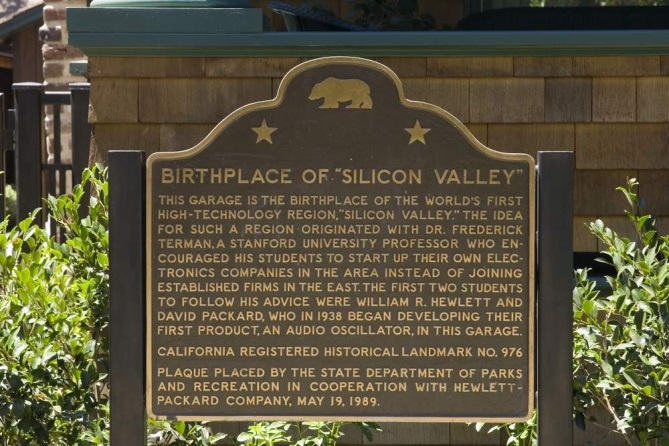 BIRTHPLACE OF "SILICON VALLEY"
THIS GARAGE IS THE BIRTHPLACE OF THE WORLD'S FIRST
HIGH-TECHNOLOGY REGION, "SILICON VALLEY." THE IDEA
FOR SUCH A REGION ORIGINATED WITH DR. FREDERICK
TERMAN, A STANFORD UNIVERSITY PROFESSOR WHO EN-
COURAGED HIS STUDENTS TO START UP THEIR OWN ELEC-
TRONICS COMPANIES IN THE AREA INSTEAD OF JOINING
ESTABLISHED FIRMS IN THE EAST. THE FIRST TWO STUDENTS
TO FOLLOW HIS ADVICE WERE WILLIAM R. HEWLETT AND
DAVID PACKARD, WHO IN 1938 BEGAN DEVELOPING THEIR
FIRST PRODUCT, AN AUDIO OSCILLATOR, IN THIS GARAGE.
CALIFORNIA REGISTERED HISTORICAL LANDMARK NO. 976
PLAQUE PLACED BY THE STATE DEPARTMENT OF PARKS
AND RECREATION IN COOPERATION WITH HEWLETT-
PACKARD COMPANY, MAY 19, 1989.